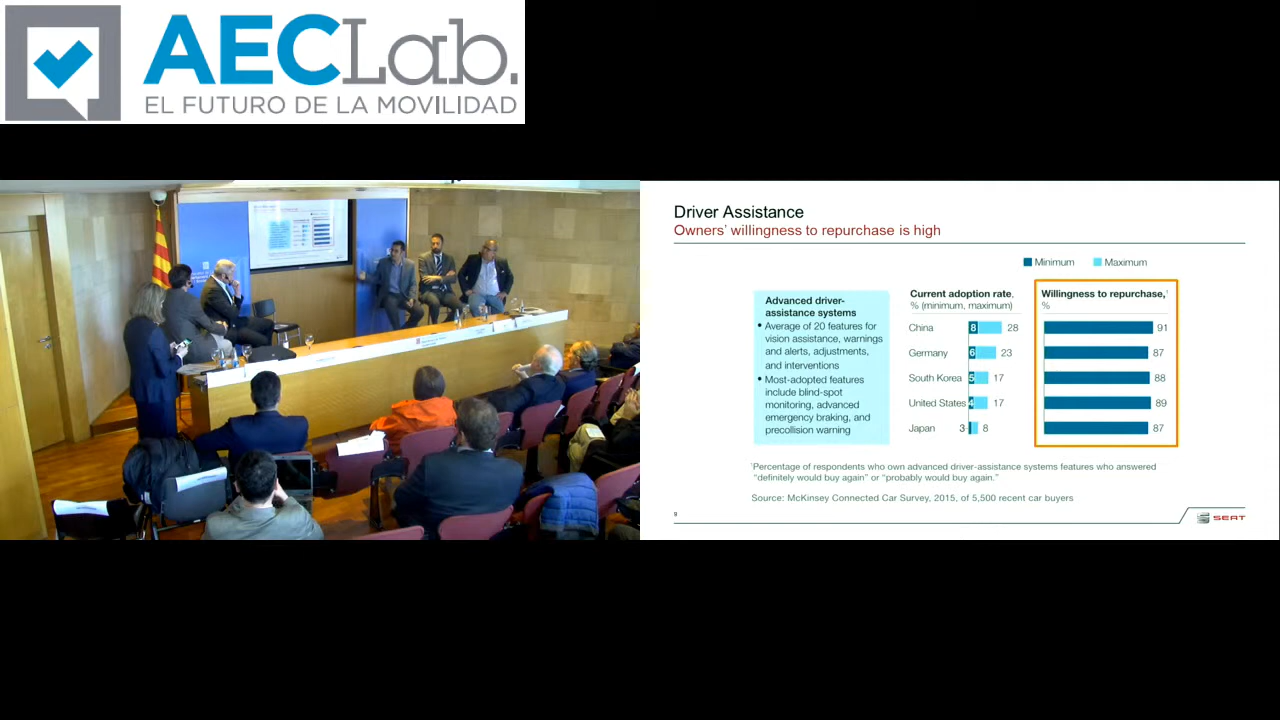 AECLab.
EL FUTURO DE LA MOVILIDAD
Driver Assistance
Owners' willingness to repurchase is high
Minimum
Maximum
Advanced driver-
assistance systems
• Average of 20 features for
vision assistance, warnings
and alerts, adjustments,
and interventions
• Most-adopted features
include blind-spot
monitoring, advanced
emergency braking, and
precollision warning
Current adoption rate,
% (minimum, maximum)
China 8 28
Germany 6 23
South Korea 5 17
United States 4 17
Japan 3 8
Willingness to repurchase,¹
%
91
87
88
89
87
¹Percentage of respondents who own advanced driver-assistance systems features who answered
"definitely would buy again" or "probably would buy again."
Source: McKinsey Connected Car Survey, 2015, of 5,500 recent car buyers
9
SEAT